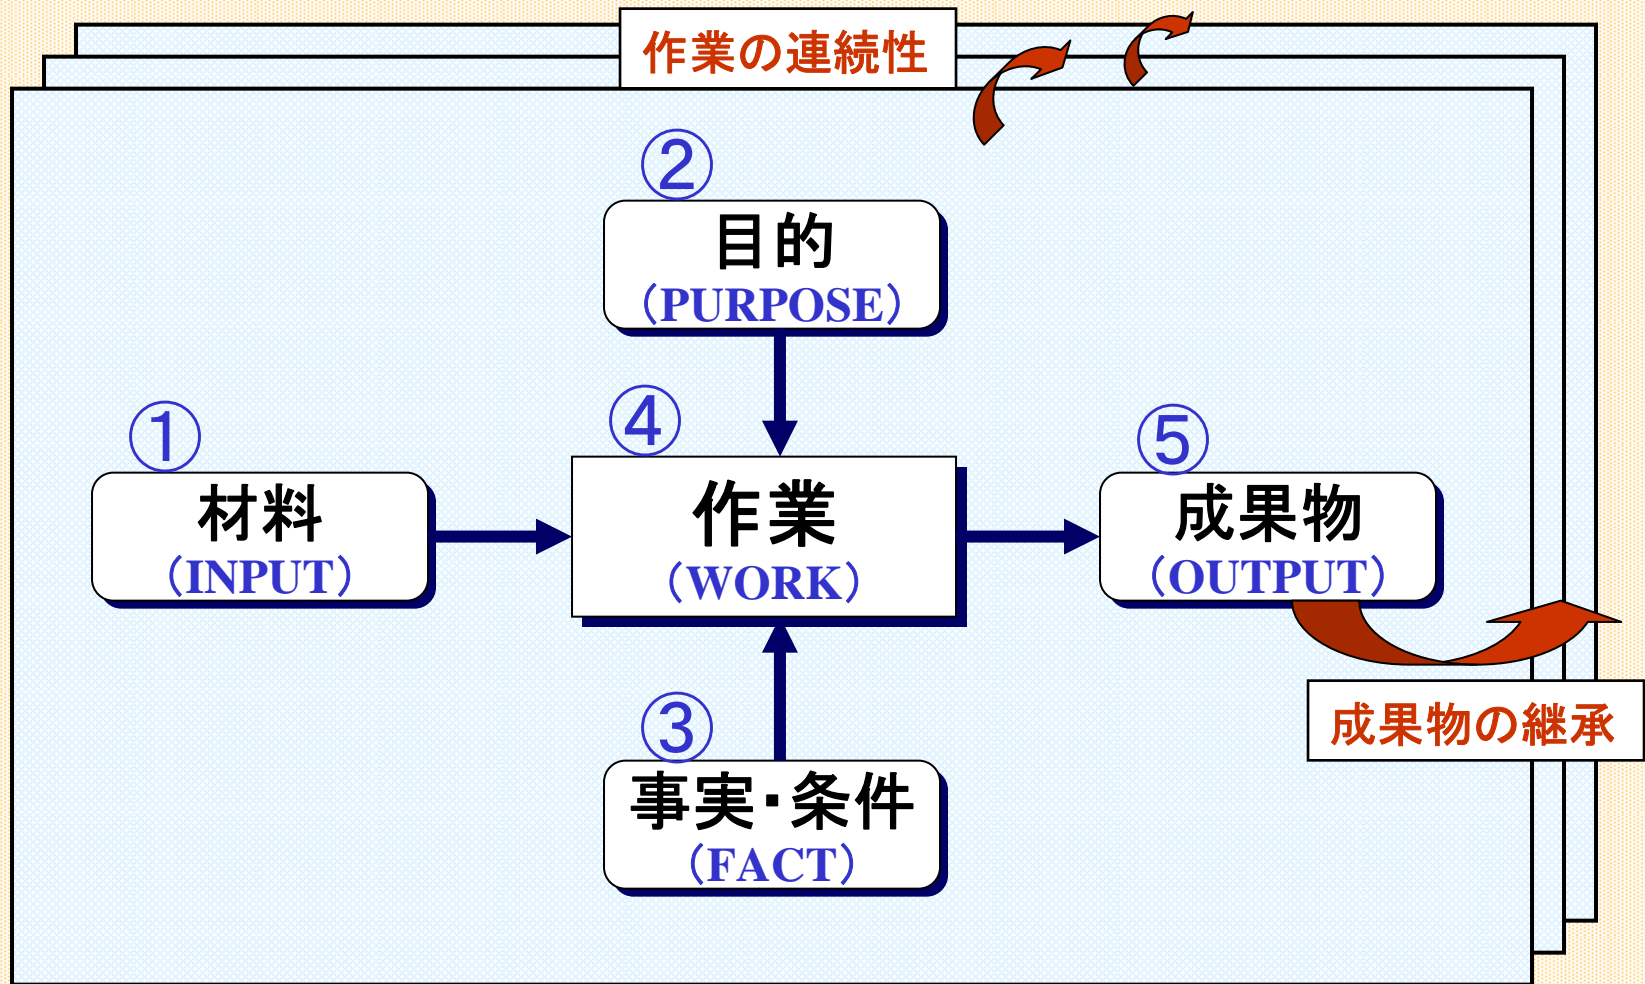 作業の連続性
②
目的
（PURPOSE）
①
材料
（INPUT）
④
作業
（WORK）
⑤
成果物
（OUTPUT）
成果物の継承
③
事実・条件
（FACT）